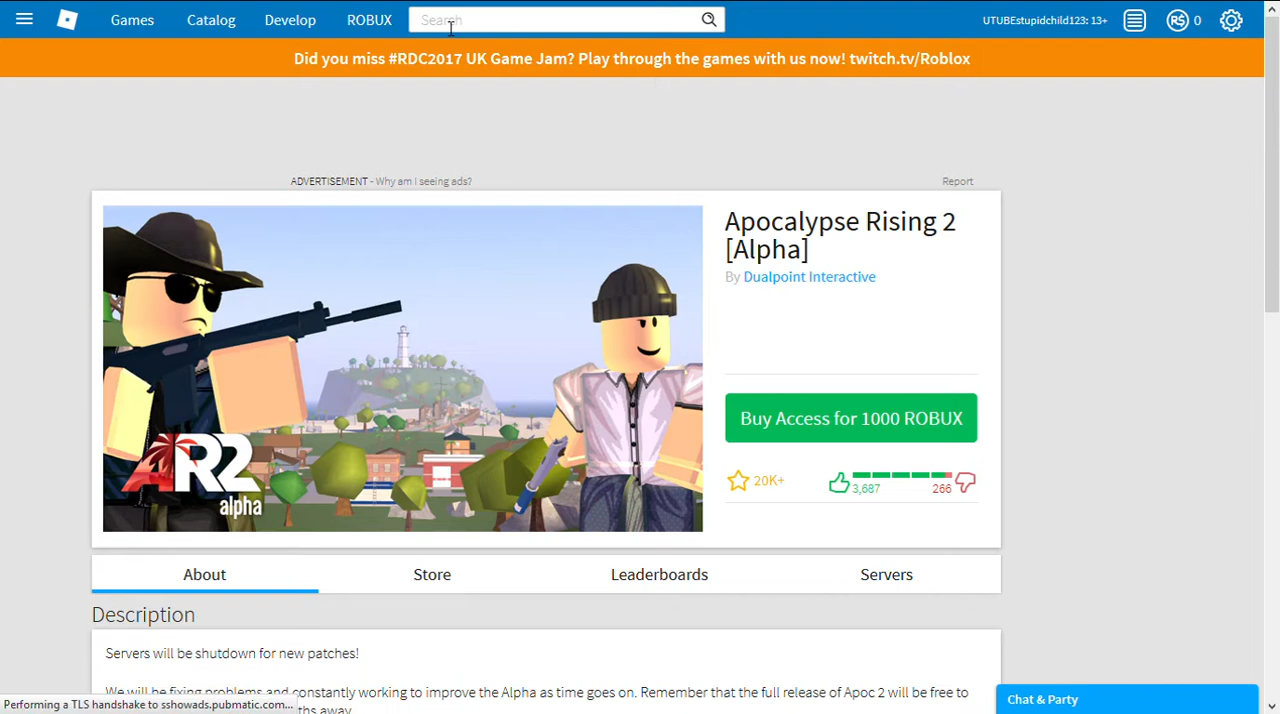 Games Catalog Develop ROBUX Search UTUBEstupidchild123: 13+ R$ 0
Did you miss #RDC2017 UK Game Jam? Play through the games with us now! twitch.tv/Roblox
ADVERTISEMENT - Why am I seeing ads? Report
Apocalypse Rising 2
[Alpha]
By Dualpoint Interactive
Buy Access for 1000 ROBUX
20K+ 3,687 266
AR2
alpha
About Store Leaderboards Servers
Description
Servers will be shutdown for new patches!
We will be fixing problems and constantly working to improve the Alpha as time goes on. Remember that the full release of Apoc 2 will be free to
ths away
Performing a TLS handshake to sshowads.pubmatic.com...
Chat & Party